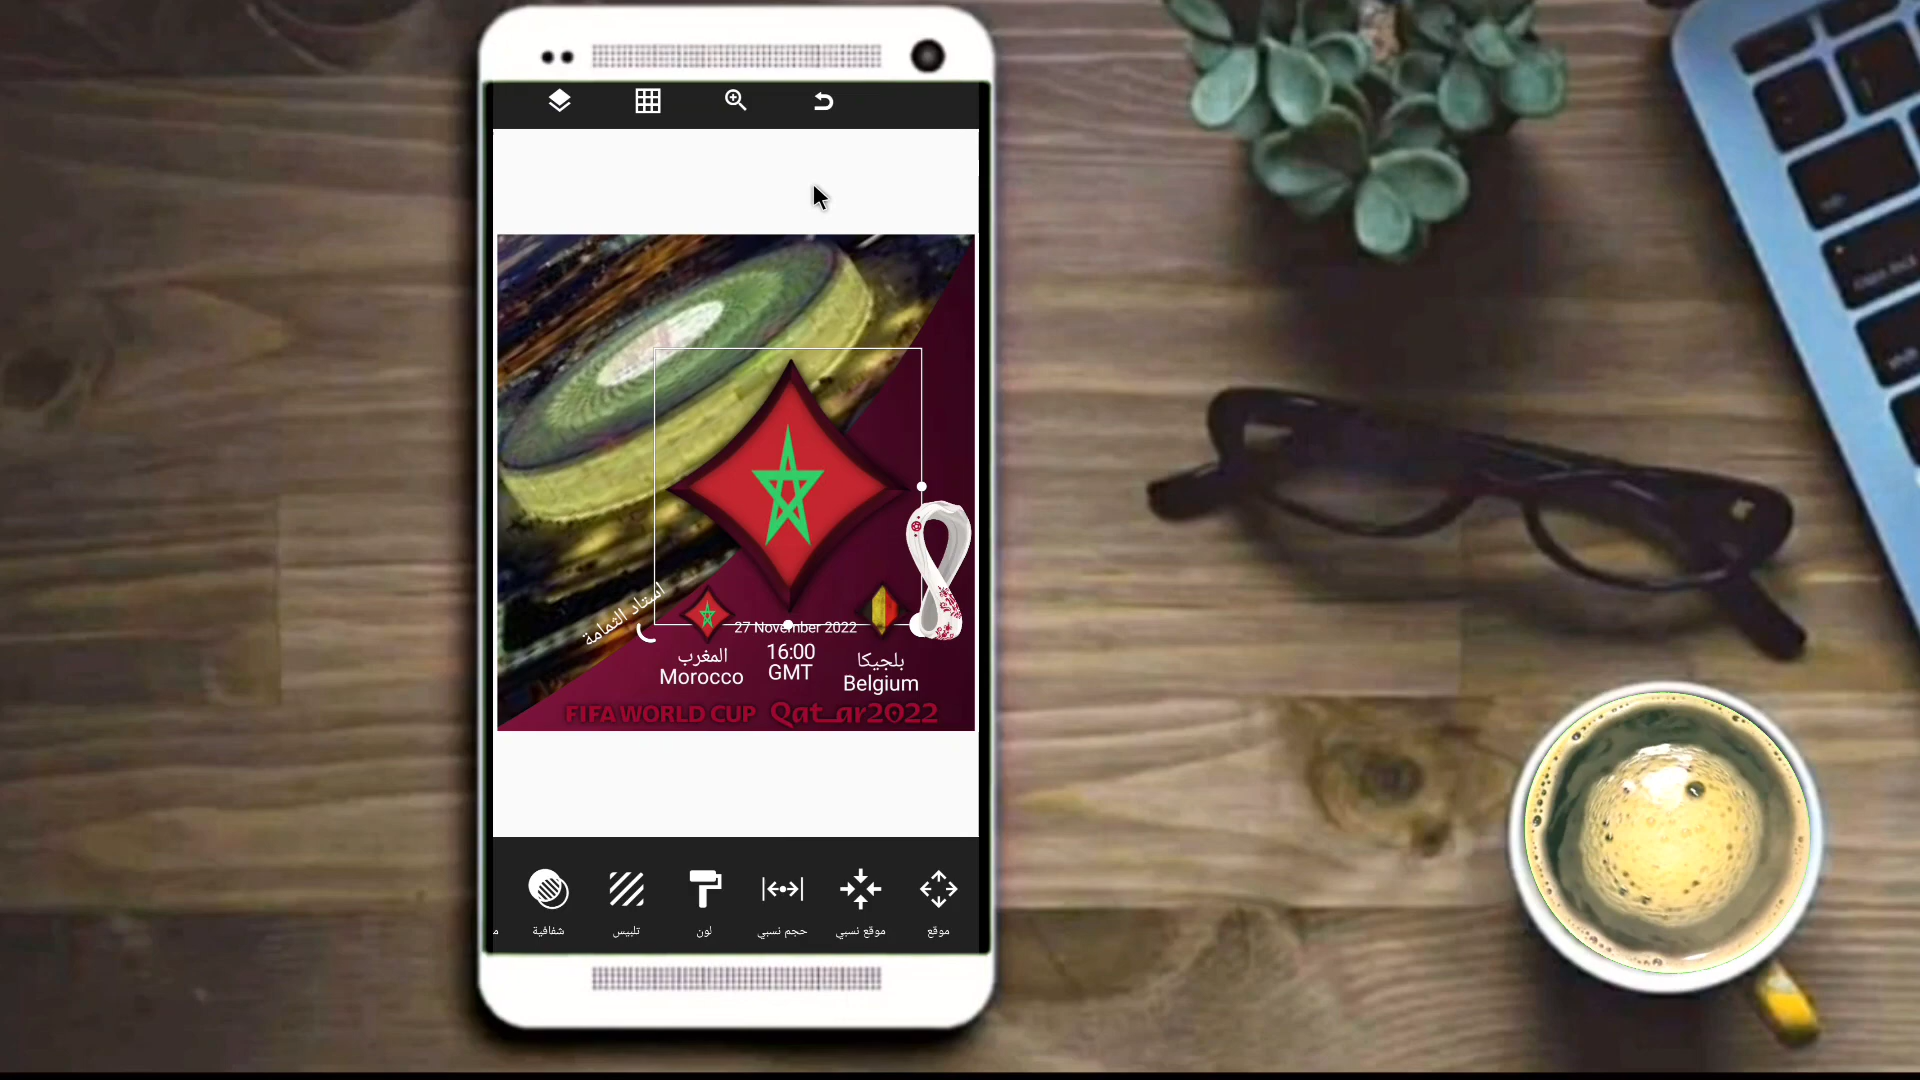 استاد الثمامة
27 November 2022
المغرب
Morocco
16:00
GMT
بلجيكا
Belgium
FIFA WORLD CUP Qatar2022
شفافية
تلبيس
لون
حجم نسبي
موقع نسبي
موقع